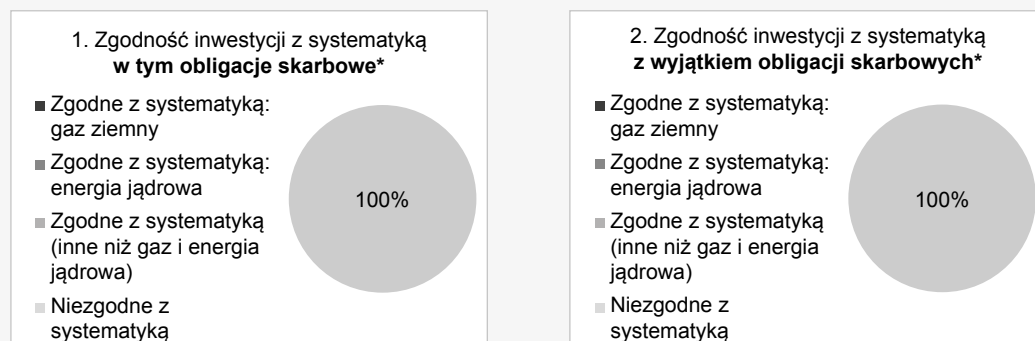 1. Zgodność inwestycji z systematyką
w tym obligacje skarbowe*
Zgodne z systematyką:
gaz ziemny
Zgodne z systematyką:
energia jądrowa
Zgodne z systematyką
(inne niż gaz i energia
jądrowa)
Niezgodne z
systematyką
100%
2. Zgodność inwestycji z systematyką
z wyjątkiem obligacji skarbowych*
Zgodne z systematyką:
gaz ziemny
Zgodne z systematyką:
energia jądrowa
Zgodne z systematyką
(inne niż gaz i energia
jądrowa)
Niezgodne z
systematyką
100%